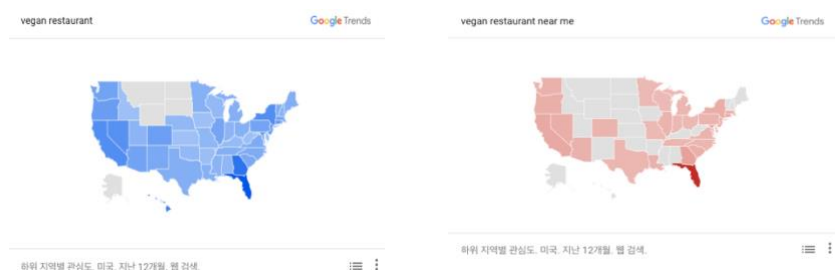 vegan restaurant
Google Trends
하위 지역별 관심도. 미국. 지난 12개월. 웹 검색.
vegan restaurant near me
Google Trends
하위 지역별 관심도. 미국. 지난 12개월. 웹 검색.